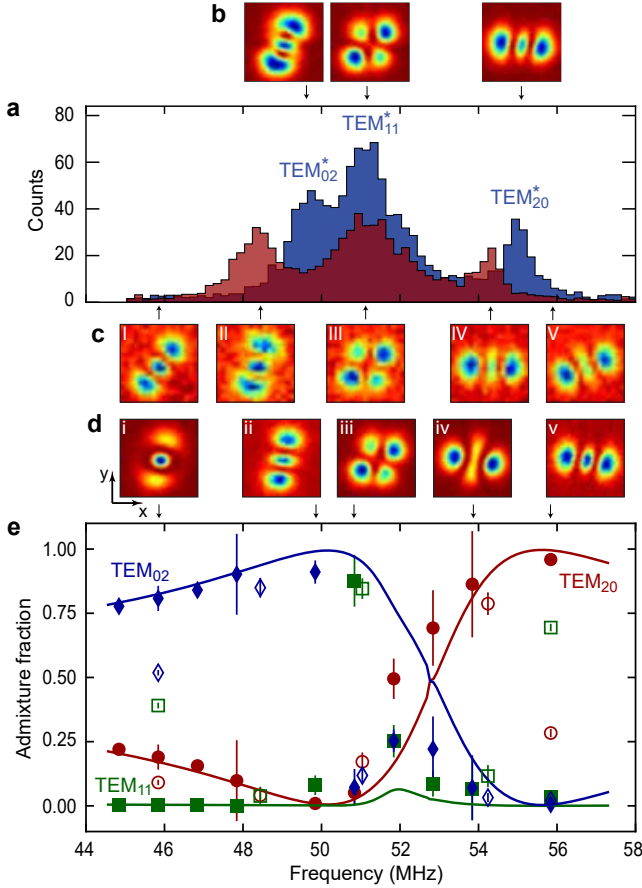 b
a
80
60
40
20
0
Counts
TEM*02
TEM*11
TEM*20
c
I
II
III
IV
V
d
i
ii
iii
iv
v
y
x
e
1.00
0.75
0.50
0.25
0.00
Admixture fraction
TEM02
TEM20
TEM11
44
46
48
50
52
54
56
58
Frequency (MHz)